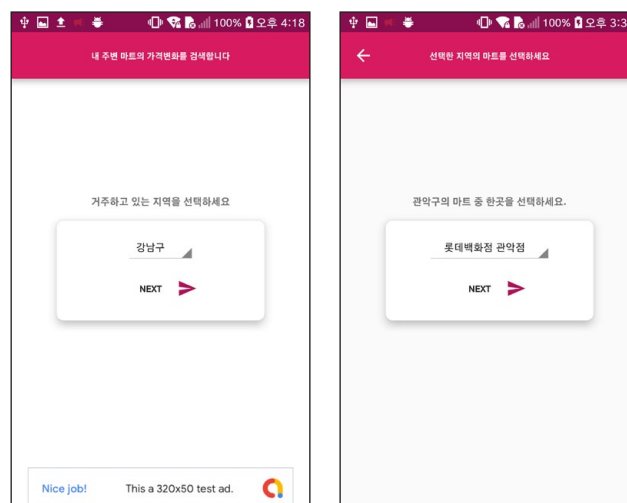 100% 오후 4:18
내 주변 마트의 가격변화를 검색합니다
거주하고 있는 지역을 선택하세요
강남구
NEXT
Nice job! This a 320x50 test ad.
100% 오후 3:3
선택한 지역의 마트를 선택하세요
관악구의 마트 중 한곳을 선택하세요.
롯데백화점 관악점
NEXT